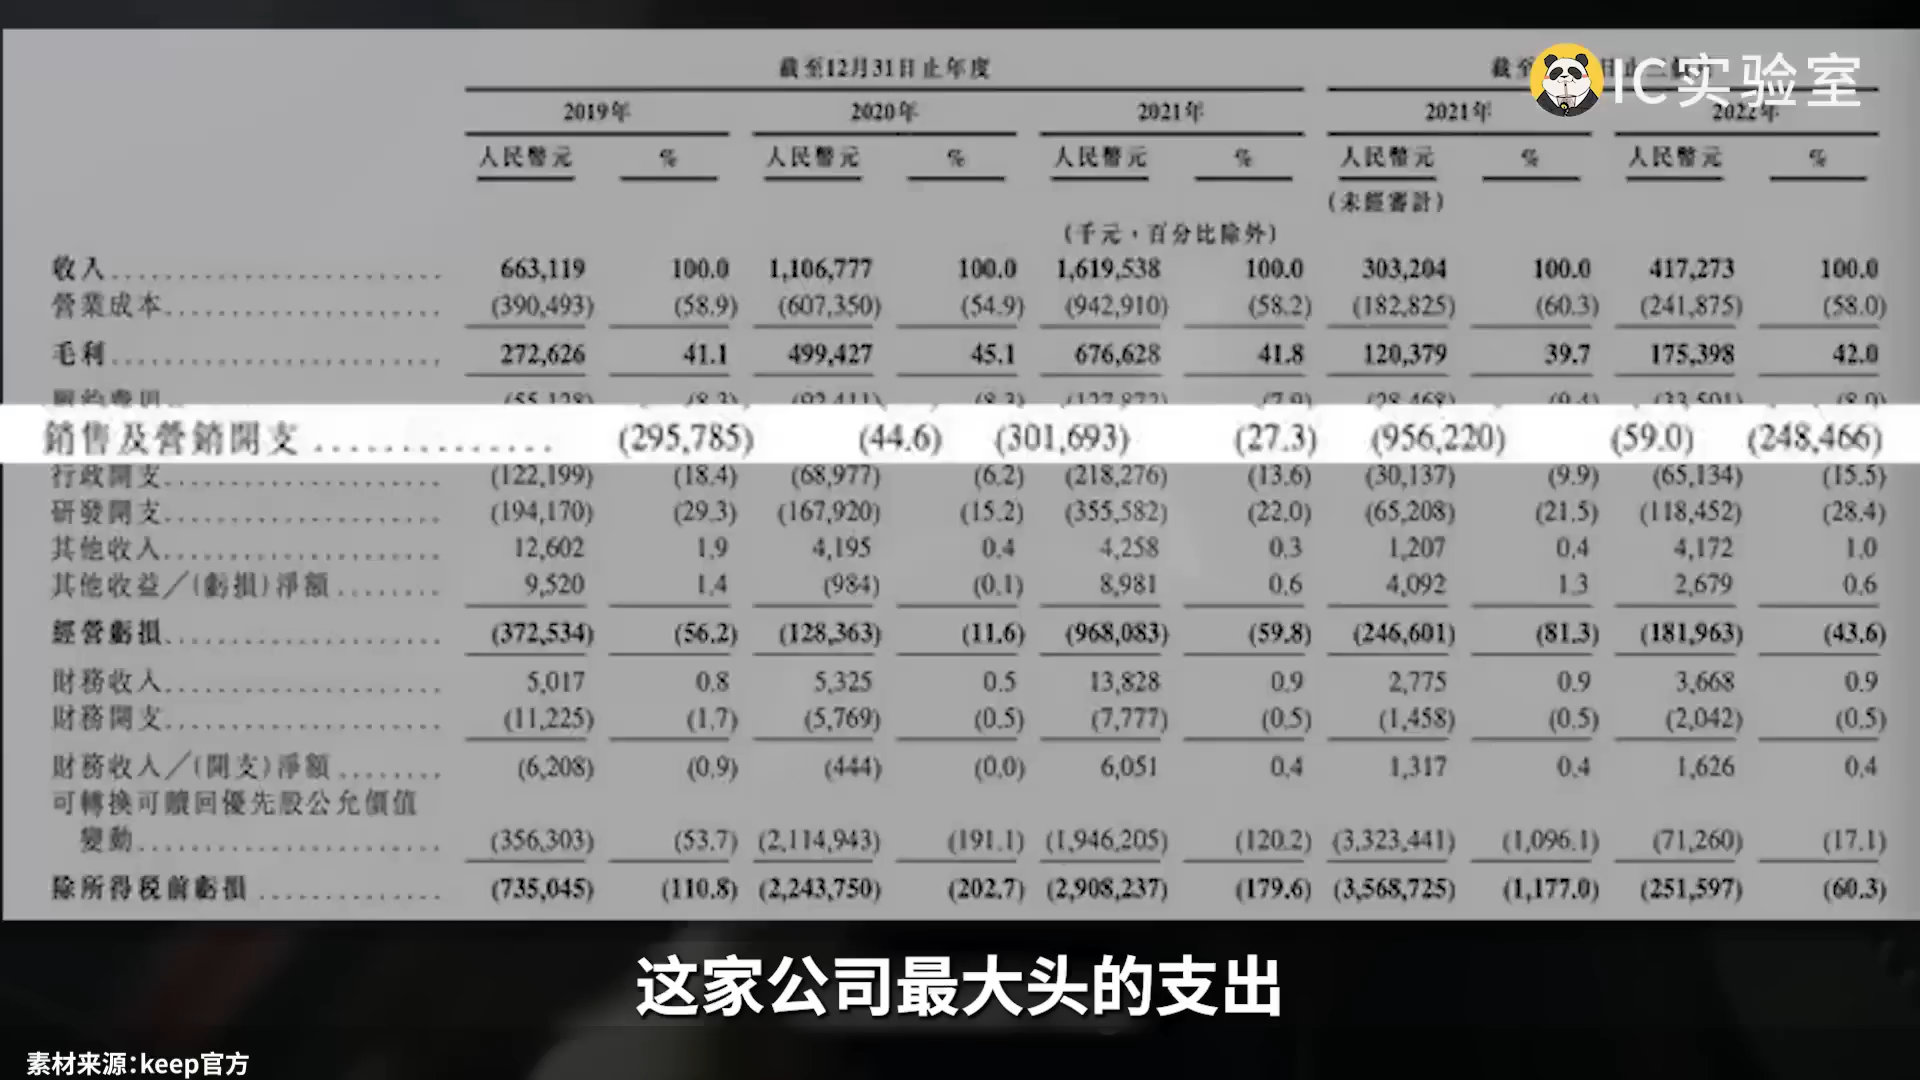 截至12月31日止年度 截至
IC实验室
2019年 2020年 2021年 2021年 2022年
人民幣元 % 人民幣元 % 人民幣元 % 人民幣元 % 人民幣元 %
(未經審計)
(千元，百分比除外)
收入 663,119 100.0 1,106,777 100.0 1,619,538 100.0 303,204 100.0 417,273 100.0
營業成本 (390,493) (58.9) (607,350) (54.9) (942,910) (58.2) (182,825) (60.3) (241,875) (58.0)
毛利 272,626 41.1 499,427 45.1 676,628 41.8 120,379 39.7 175,398 42.0
銷售及營銷開支 (295,785) (44.6) (301,693) (27.3) (956,220) (59.0) (248,466)
行政開支 (122,199) (18.4) (68,977) (6.2) (218,276) (13.6) (30,137) (9.9) (65,134) (15.5)
研發開支 (194,170) (29.3) (167,920) (15.2) (355,582) (22.0) (65,208) (21.5) (118,452) (28.4)
其他收入 12,602 1.9 4,195 0.4 4,258 0.3 1,207 0.4 4,172 1.0
其他收益／(虧損)淨額 9,520 1.4 (984) (0.1) 8,981 0.6 4,092 1.3 2,679 0.6
經營虧損 (372,534) (56.2) (128,363) (11.6) (968,083) (59.8) (246,601) (81.3) (181,963) (43.6)
財務收入 5,017 0.8 5,325 0.5 13,828 0.9 2,775 0.9 3,668 0.9
財務開支 (11,225) (1.7) (5,769) (0.5) (7,777) (0.5) (1,458) (0.5) (2,042) (0.5)
財務收入／(開支)淨額 (6,208) (0.9) (444) (0.0) 6,051 0.4 1,317 0.4 1,626 0.4
可轉換可贖回優先股公允價值
變動 (356,303) (53.7) (2,114,943) (191.1) (1,946,205) (120.2) (3,323,441) (1,096.1) (71,260) (17.1)
除所得稅前虧損 (735,045) (110.8) (2,243,750) (202.7) (2,908,237) (179.6) (3,568,725) (1,177.0) (251,597) (60.3)
这家公司最大头的支出
素材来源:keep官方